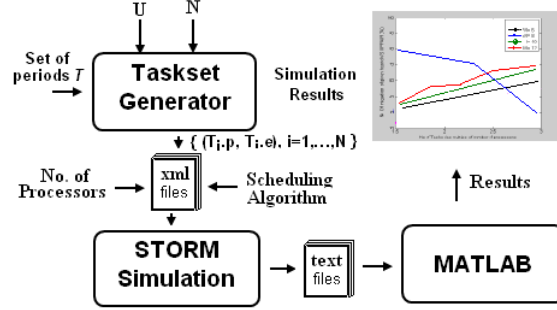 U N
Set of
periods T
Taskset
Generator
Simulation
Results
{ (Ti.p, Ti.e), i=1,...,N }
No. of
Processors
xml
files
Scheduling
Algorithm
Results
STORM
Simulation
text
files
MATLAB